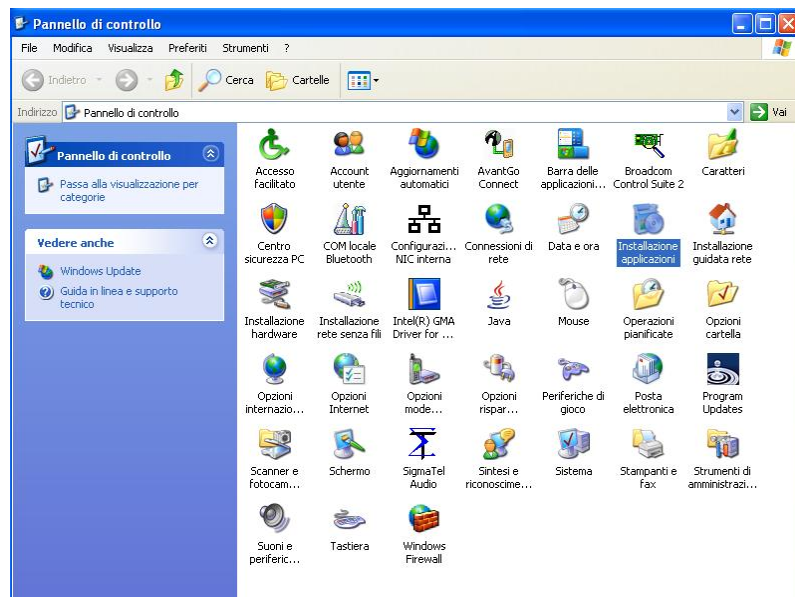 Pannello di controllo
File Modifica Visualizza Preferiti Strumenti ?
Indietro Cerca Cartelle
Indirizzo Pannello di controllo Vai
Pannello di controllo
Passa alla visualizzazione per
categorie
Vedere anche
Windows Update
Guida in linea e supporto
tecnico
Accesso
facilitato
Account
utente
Aggiornamenti
automatici
AvantGo
Connect
Barra delle
applicazioni...
Broadcom
Control Suite 2
Caratteri
Centro
sicurezza PC
COM locale
Bluetooth
Configurazi...
NIC interna
Connessioni di
rete
Data e ora
Installazione
applicazioni
Installazione
guidata rete
Installazione
hardware
Installazione
rete senza fili
Intel(R) GMA
Driver for ...
Java
Mouse
Operazioni
pianificate
Opzioni
cartella
Opzioni
internazio...
Opzioni
Internet
Opzioni
mode...
Opzioni
rispar...
Periferiche di
gioco
Posta
elettronica
Program
Updates
Scanner e
fotocam...
Schermo
SigmaTel
Audio
Sintesi e
riconoscime...
Sistema
Stampanti e
fax
Strumenti di
amministrazi...
Suoni e
periferic...
Tastiera
Windows
Firewall